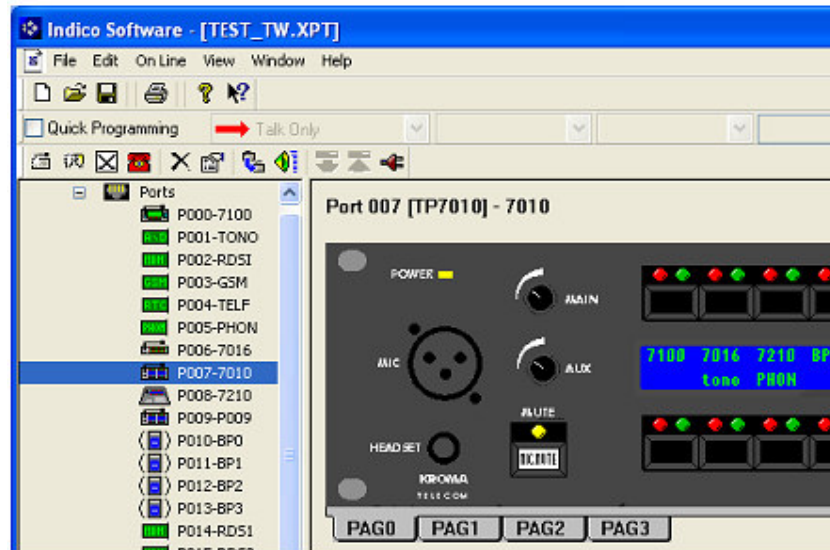 Indico Software - [TEST_TW.XPT]
File Edit On Line View Window Help
Quick Programming Talk Only
Ports
P000-7100
P001-TONO
P002-RDSI
P003-GSM
P004-TELF
P005-PHON
P006-7016
P007-7010
P008-7210
P009-P009
P010-BP0
P011-BP1
P012-BP2
P013-BP3
P014-RDS1
Port 007 [TP7010] - 7010
POWER
MAIN
MIC
AUX
7100 7016 7210 BP
tono PHON
MUTE
HEADSET
MICMUTE
KROMA
TELECOM
PAG0 PAG1 PAG2 PAG3